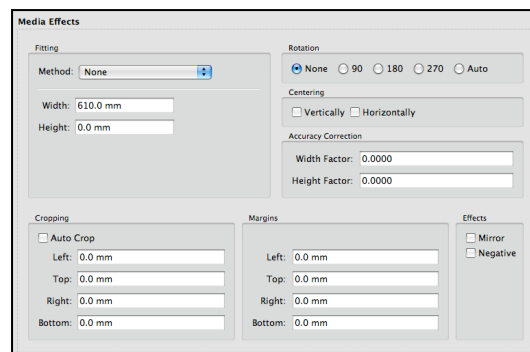 Media Effects
Fitting
Method: None
Width: 610.0 mm
Height: 0.0 mm
Rotation
None 90 180 270 Auto
Centering
Vertically Horizontally
Accuracy Correction
Width Factor: 0.0000
Height Factor: 0.0000
Cropping
Auto Crop
Left: 0.0 mm
Top: 0.0 mm
Right: 0.0 mm
Bottom: 0.0 mm
Margins
Left: 0.0 mm
Top: 0.0 mm
Right: 0.0 mm
Bottom: 0.0 mm
Effects
Mirror
Negative